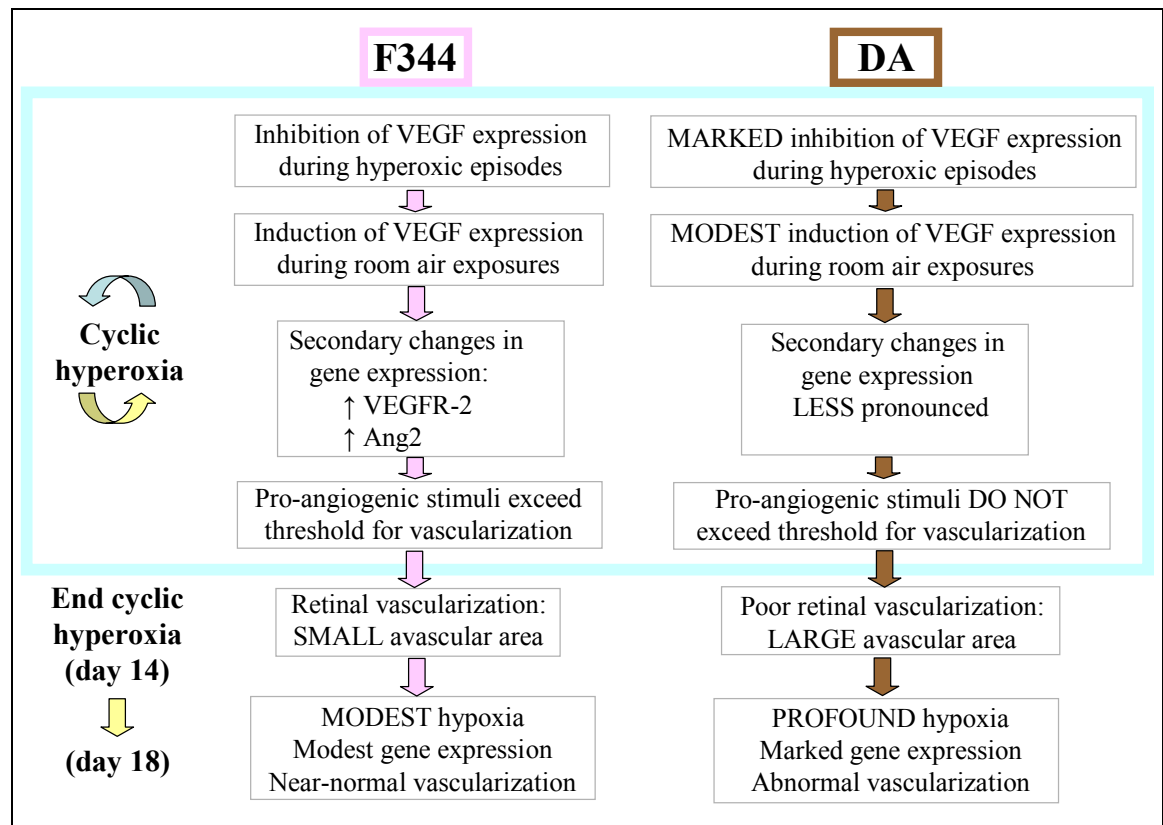 F344
DA
Inhibition of VEGF expression
during hyperoxic episodes
MARKED inhibition of VEGF expression
during hyperoxic episodes
Induction of VEGF expression
during room air exposures
MODEST induction of VEGF expression
during room air exposures
Cyclic
hyperoxia
Secondary changes in
gene expression:
↑ VEGFR-2
↑ Ang2
Secondary changes in
gene expression
LESS pronounced
Pro-angiogenic stimuli exceed
threshold for vascularization
Pro-angiogenic stimuli DO NOT
exceed threshold for vascularization
End cyclic
hyperoxia
(day 14)
Retinal vascularization:
SMALL avascular area
Poor retinal vascularization:
LARGE avascular area
(day 18)
MODEST hypoxia
Modest gene expression
Near-normal vascularization
PROFOUND hypoxia
Marked gene expression
Abnormal vascularization